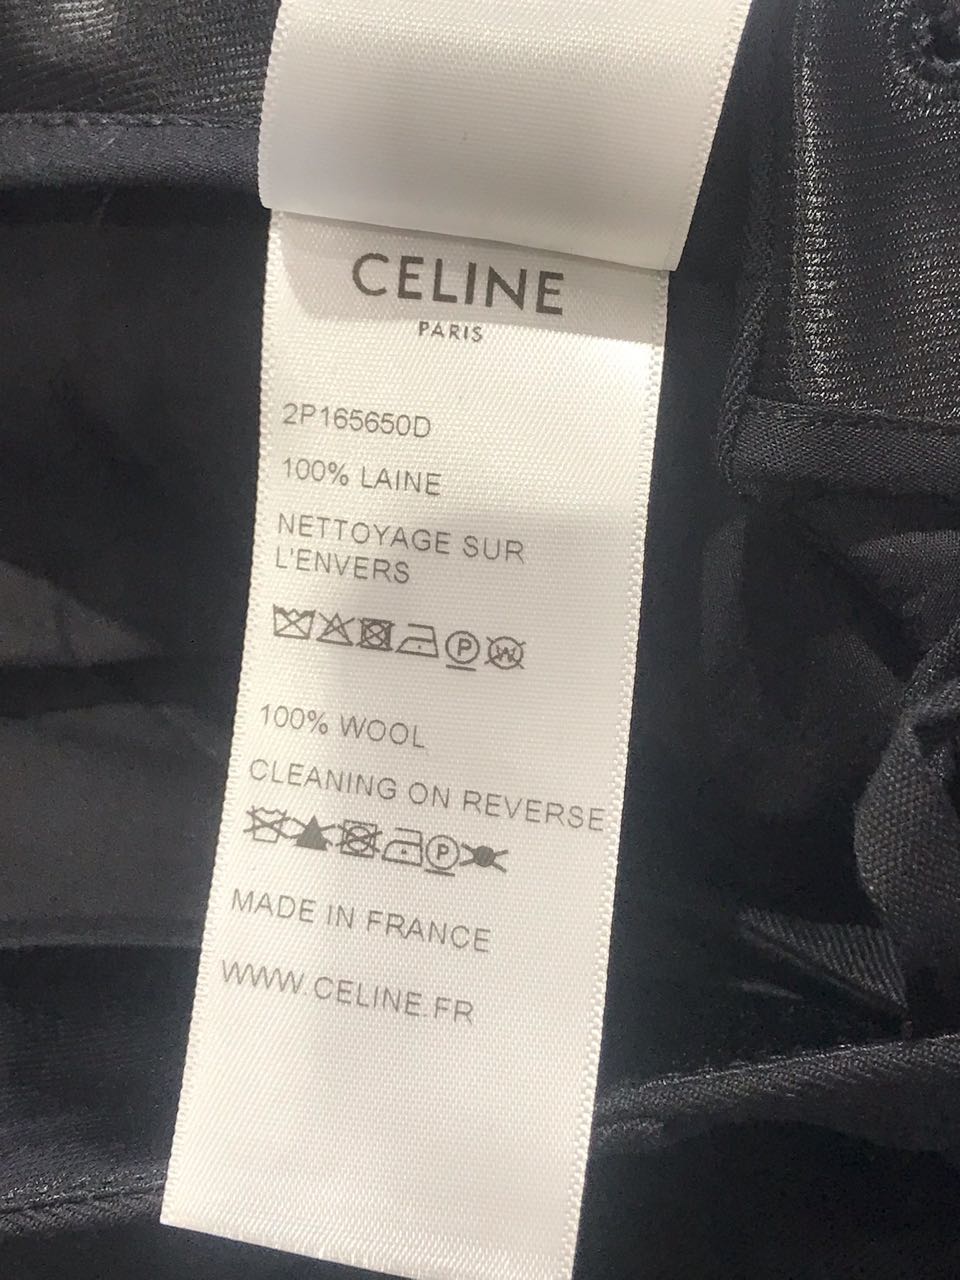 CELINE
PARIS
2P165650D
100% LAINE
NETTOYAGE SUR
L'ENVERS
P W
100% WOOL
CLEANING ON REVERSE
P
MADE IN FRANCE
WWW.CELINE.FR